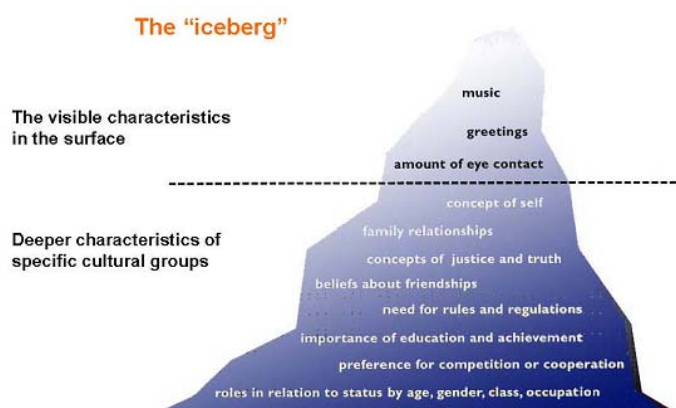 The “iceberg”
The visible characteristics
in the surface
music
greetings
amount of eye contact
Deeper characteristics of
specific cultural groups
concept of self
family relationships
concepts of justice and truth
beliefs about friendships
need for rules and regulations
importance of education and achievement
preference for competition or cooperation
roles in relation to status by age, gender, class, occupation